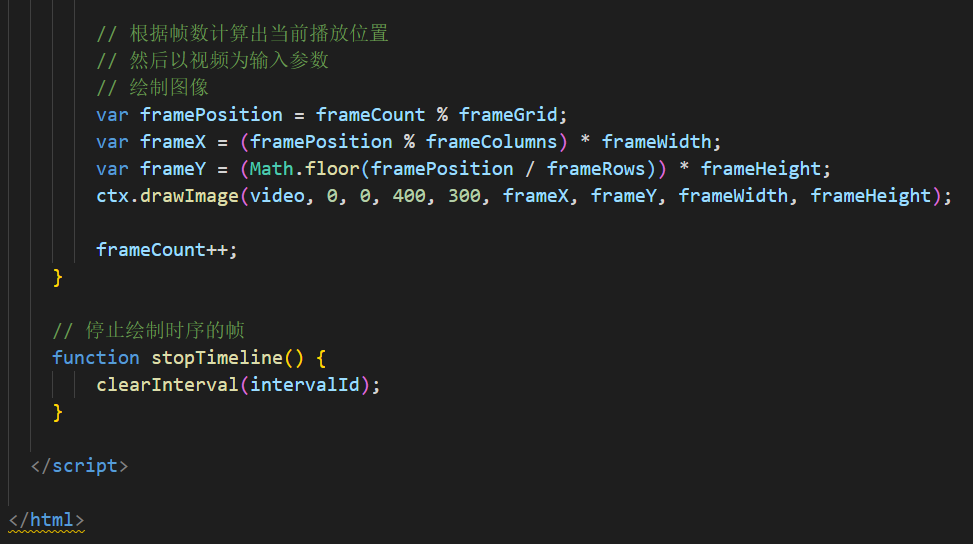 // 根据帧数计算出当前播放位置
// 然后以视频为输入参数
// 绘制图像
var framePosition = frameCount % frameGrid;
var frameX = (framePosition % frameColumns) * frameWidth;
var frameY = (Math.floor(framePosition / frameRows)) * frameHeight;
ctx.drawImage(video, 0, 0, 400, 300, frameX, frameY, frameWidth, frameHeight);
frameCount++;
}
// 停止绘制时序的帧
function stopTimeline() {
clearInterval(intervalId);
}
</script>
</html>